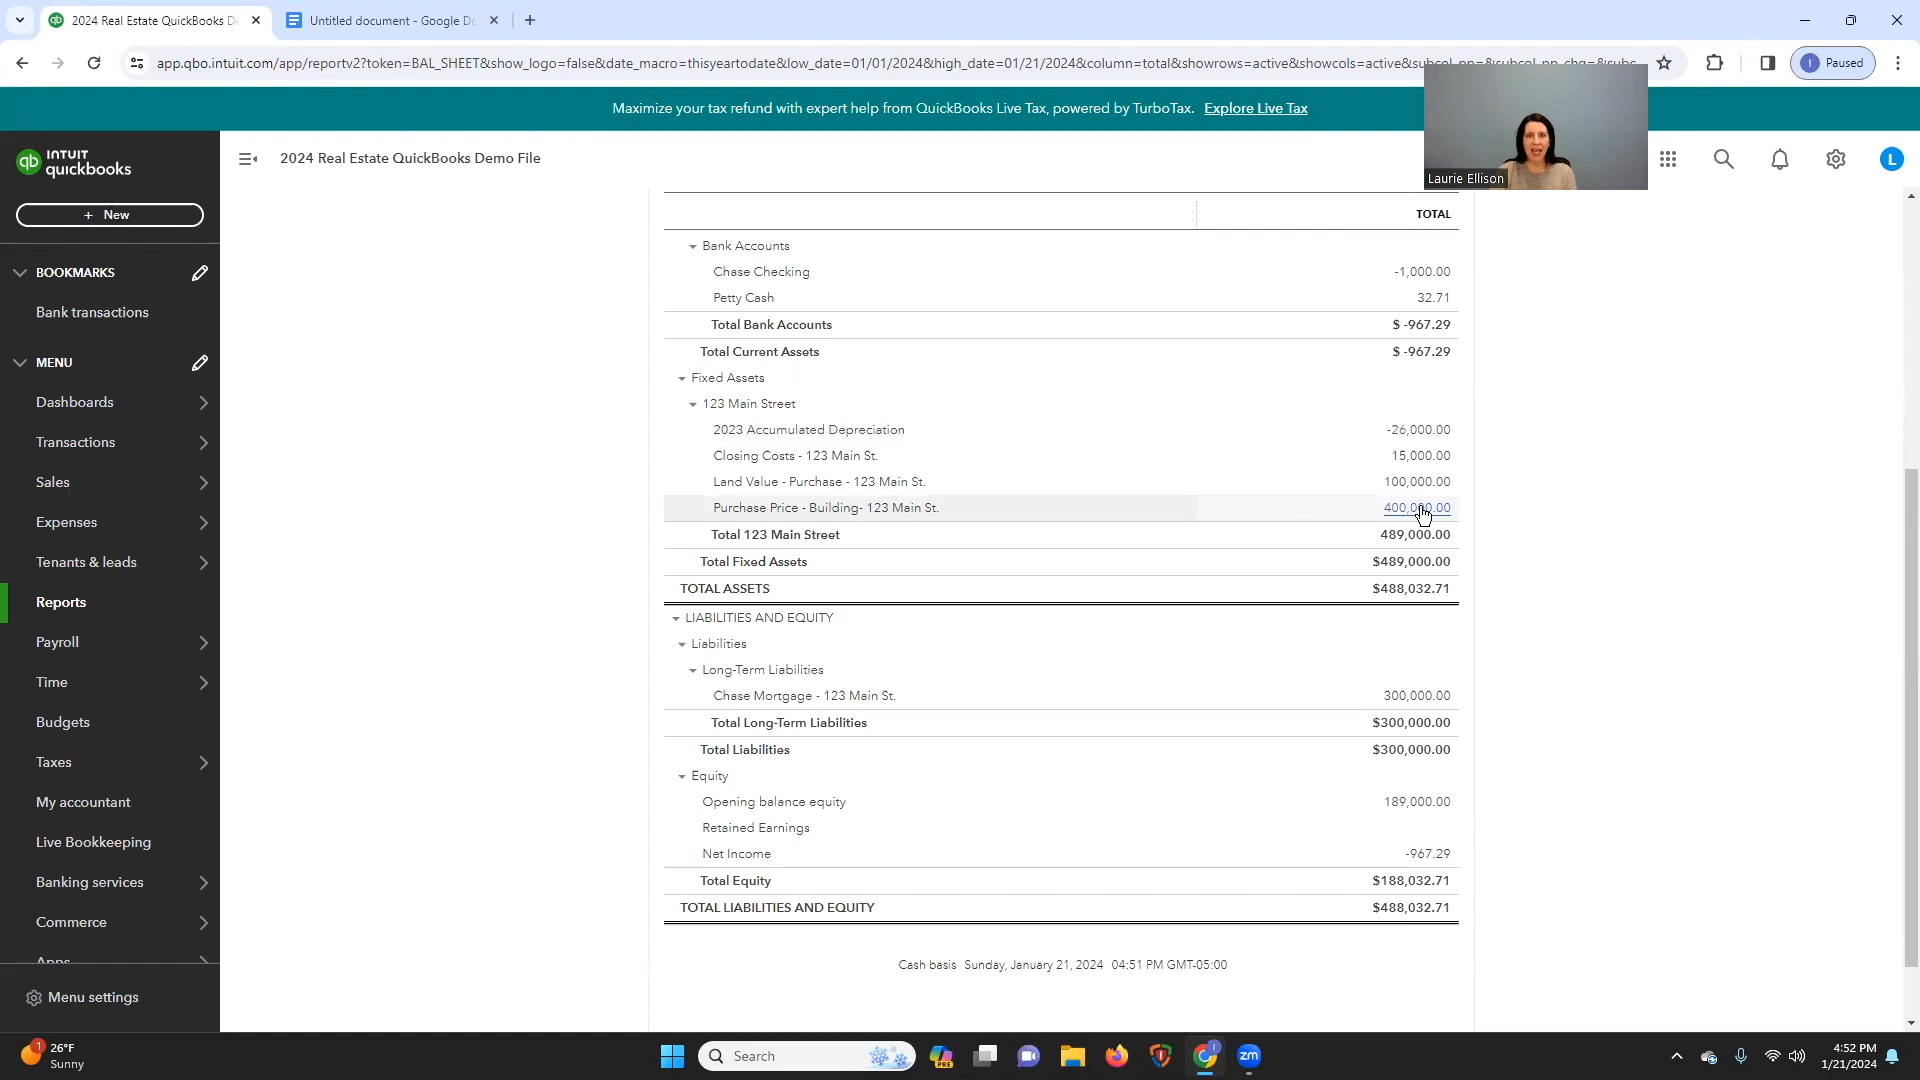 2024 Real Estate QuickBooks D
Untitled document - Google Do
app.qbo.intuit.com/app/reportv2?token=BAL_SHEET&show_logo=false&date_macro=thisyeartodate&low_date=01/01/2024&high_date=01/21/2024&column=total&showrows=active&showcols=active&subcol_pp=&subcol_pp_chg=&subc
Paused
Maximize your tax refund with expert help from QuickBooks Live Tax, powered by TurboTax. Explore Live Tax
qb INTUIT
quickbooks
2024 Real Estate QuickBooks Demo File
Laurie Ellison
L
+ New
BOOKMARKS
Bank transactions
MENU
Dashboards
Transactions
Sales
Expenses
Tenants & leads
Reports
Payroll
Time
Budgets
Taxes
My accountant
Live Bookkeeping
Banking services
Commerce
Apps
Menu settings
TOTAL
Bank Accounts
Chase Checking -1,000.00
Petty Cash 32.71
Total Bank Accounts $ -967.29
Total Current Assets $ -967.29
Fixed Assets
123 Main Street
2023 Accumulated Depreciation -26,000.00
Closing Costs - 123 Main St. 15,000.00
Land Value - Purchase - 123 Main St. 100,000.00
Purchase Price - Building- 123 Main St. 400,000.00
Total 123 Main Street 489,000.00
Total Fixed Assets $489,000.00
TOTAL ASSETS $488,032.71
LIABILITIES AND EQUITY
Liabilities
Long-Term Liabilities
Chase Mortgage - 123 Main St. 300,000.00
Total Long-Term Liabilities $300,000.00
Total Liabilities $300,000.00
Equity
Opening balance equity 189,000.00
Retained Earnings
Net Income -967.29
Total Equity $188,032.71
TOTAL LIABILITIES AND EQUITY $488,032.71
Cash basis Sunday, January 21, 2024 04:51 PM GMT-05:00
1
26°F
Sunny
Search
PRE
zm
4:52 PM
1/21/2024